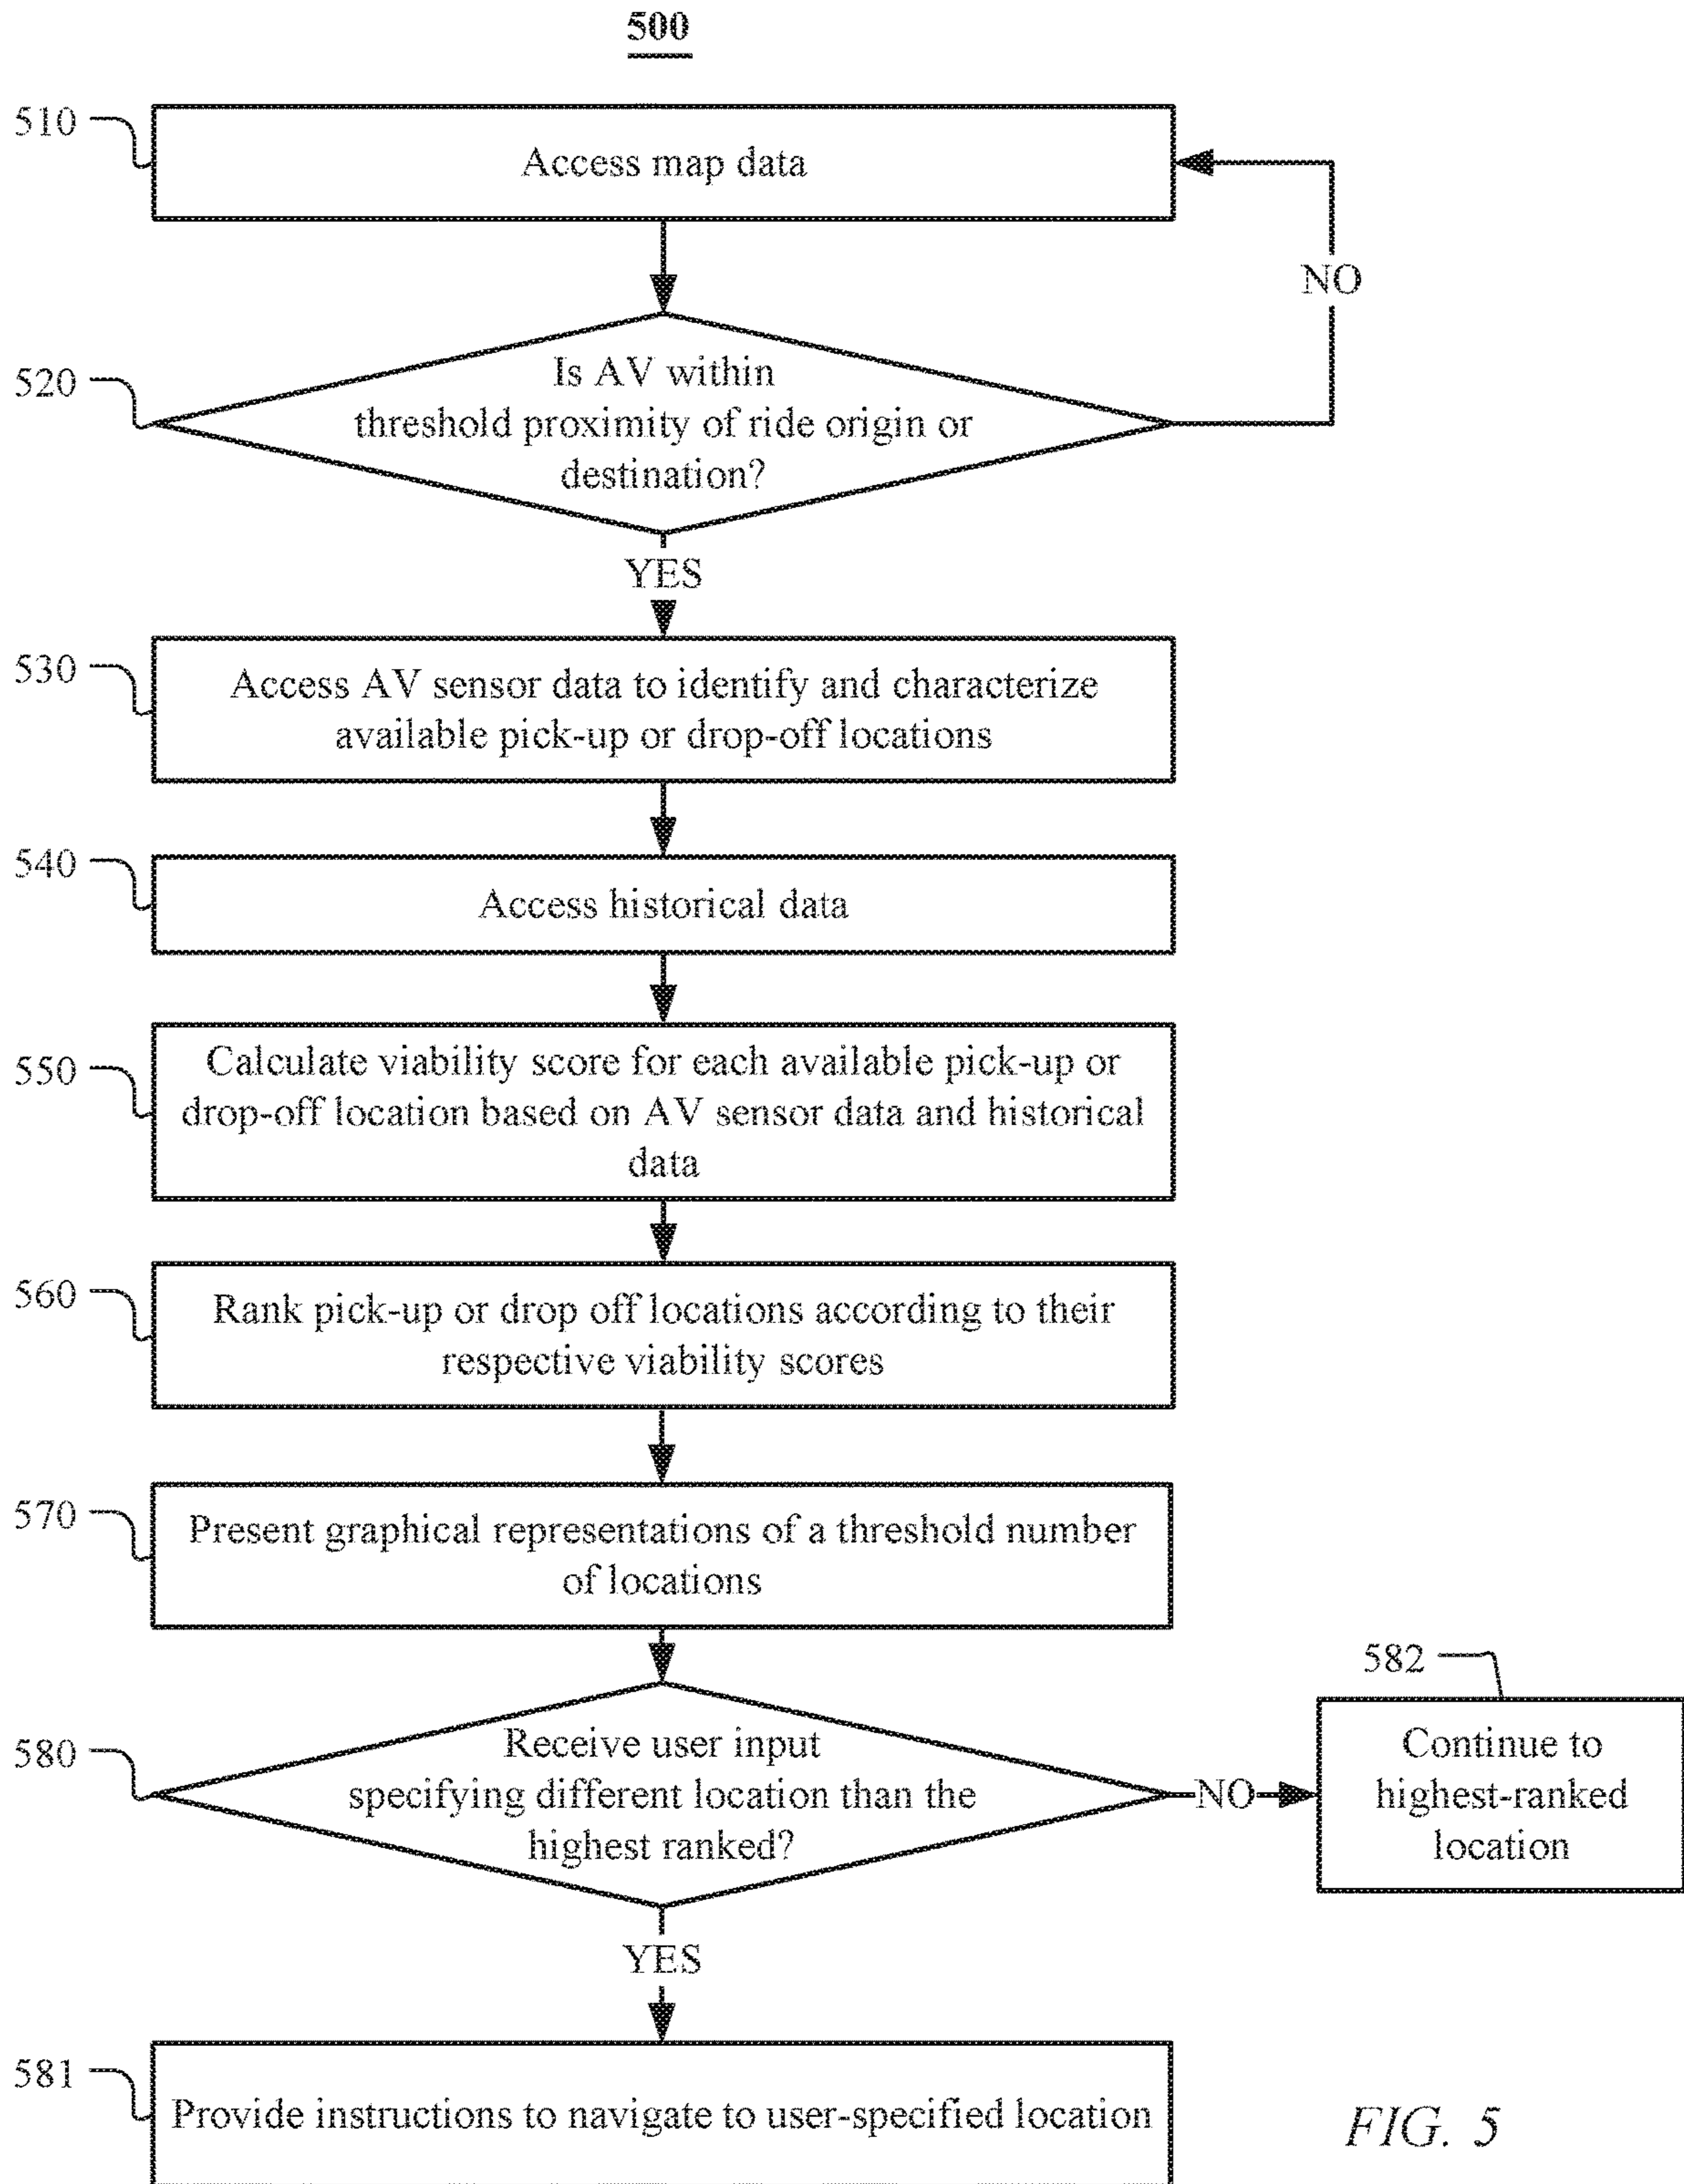 500
510
Access map data
NO
520
Is AV within
threshold proximity of ride origin or
destination?
YES
530
Access AV sensor data to identify and characterize
available pick-up or drop-off locations
540
Access historical data
550
Calculate viability score for each available pick-up or
drop-off location based on AV sensor data and historical
data
560
Rank pick-up or drop off locations according to their
respective viability scores
570
Present graphical representations of a threshold number
of locations
580
Receive user input
specifying different location than the
highest ranked?
NO
582
Continue to
highest-ranked
location
YES
581
Provide instructions to navigate to user-specified location
FIG. 5